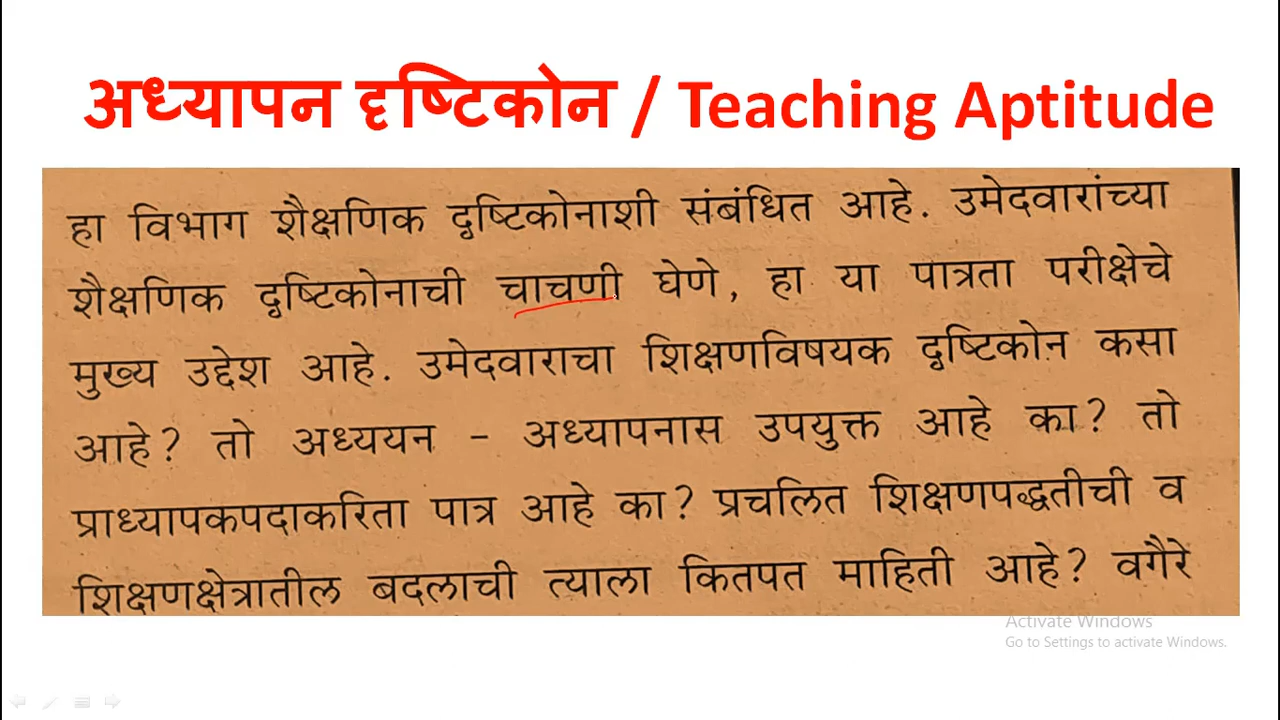 अध्यापन दृष्टिकोन / Teaching Aptitude
हा विभाग शैक्षणिक दृष्टिकोनाशी संबंधित आहे. उमेदवारांच्या
शैक्षणिक दृष्टिकोनाची चाचणी घेणे, हा या पात्रता परीक्षेचे
मुख्य उद्देश आहे. उमेदवाराचा शिक्षणविषयक दृष्टिकोन कसा
आहे? तो अध्ययन - अध्यापनास उपयुक्त आहे का? तो
प्राध्यापकपदाकरिता पात्र आहे का? प्रचलित शिक्षणपद्धतीची व
शिक्षणक्षेत्रातील बदलाची त्याला कितपत माहिती आहे? वगैरे
Activate Windows
Go to Settings to activate Windows.